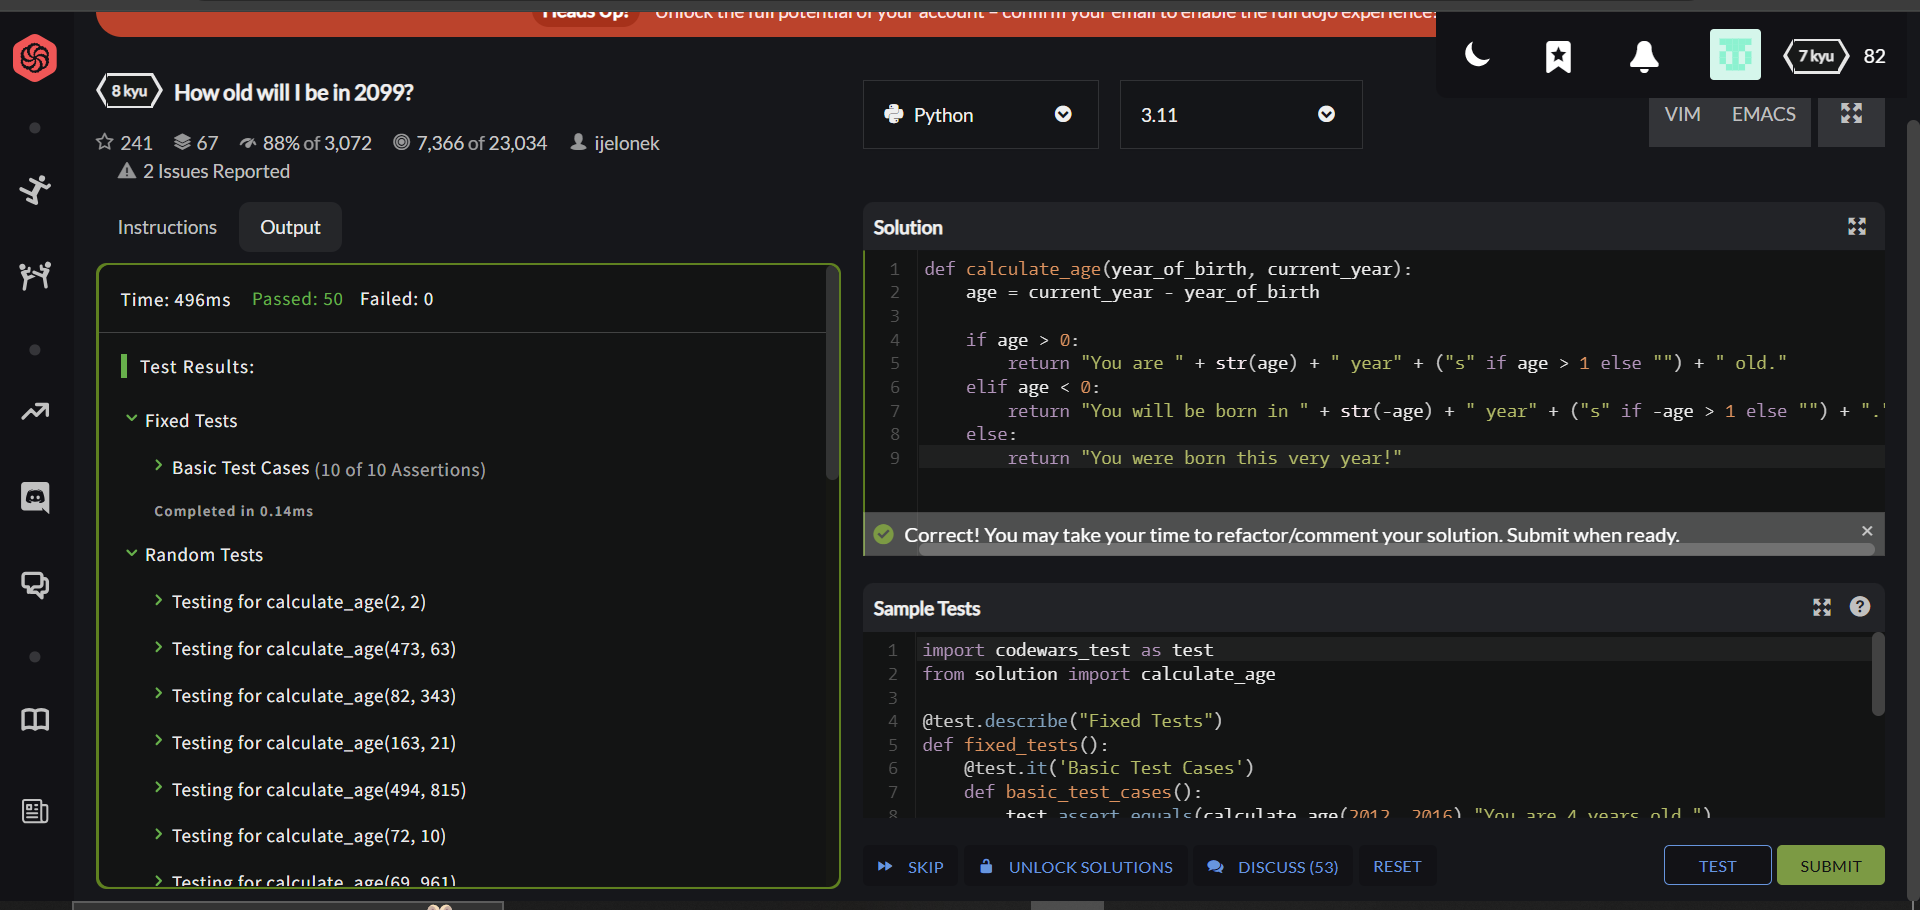 Heads Up! Unlock the full potential of your account – confirm your email to enable the full dojo experience!
7 kyu 82
8 kyu How old will I be in 2099?
241 67 88% of 3,072 7,366 of 23,034 ijelonek
2 Issues Reported
Python 3.11 VIM EMACS
Instructions Output
Time: 496ms Passed: 50 Failed: 0
Test Results:
Fixed Tests
Basic Test Cases (10 of 10 Assertions)
Completed in 0.14ms
Random Tests
Testing for calculate_age(2, 2)
Testing for calculate_age(473, 63)
Testing for calculate_age(82, 343)
Testing for calculate_age(163, 21)
Testing for calculate_age(494, 815)
Testing for calculate_age(72, 10)
Testing for calculate_age(69, 961)
Solution
1 def calculate_age(year_of_birth, current_year):
2 age = current_year - year_of_birth
3
4 if age > 0:
5 return "You are " + str(age) + " year" + ("s" if age > 1 else "") + " old."
6 elif age < 0:
7 return "You will be born in " + str(-age) + " year" + ("s" if -age > 1 else "") + "."
8 else:
9 return "You were born this very year!"
Correct! You may take your time to refactor/comment your solution. Submit when ready.
Sample Tests
1 import codewars_test as test
2 from solution import calculate_age
3
4 @test.describe("Fixed Tests")
5 def fixed_tests():
6 @test.it('Basic Test Cases')
7 def basic_test_cases():
8 test.assert_equals(calculate_age(2012, 2016),"You are 4 years old.")
SKIP UNLOCK SOLUTIONS DISCUSS (53) RESET TEST SUBMIT